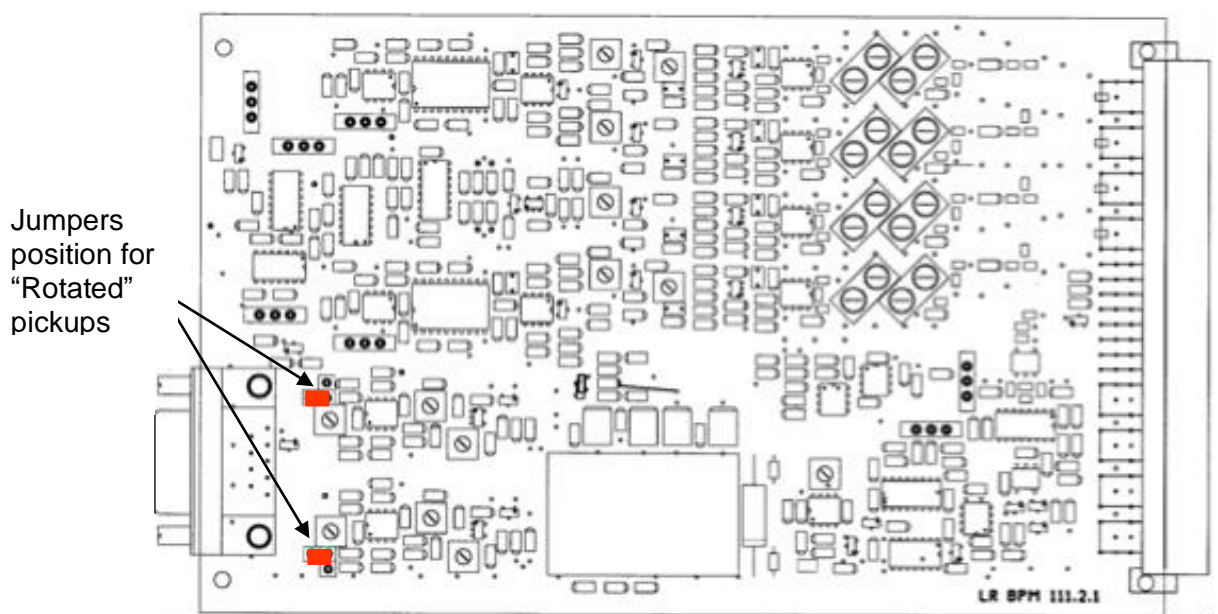 Jumpers
position for
“Rotated”
pickups
LR BPM 111.2.1